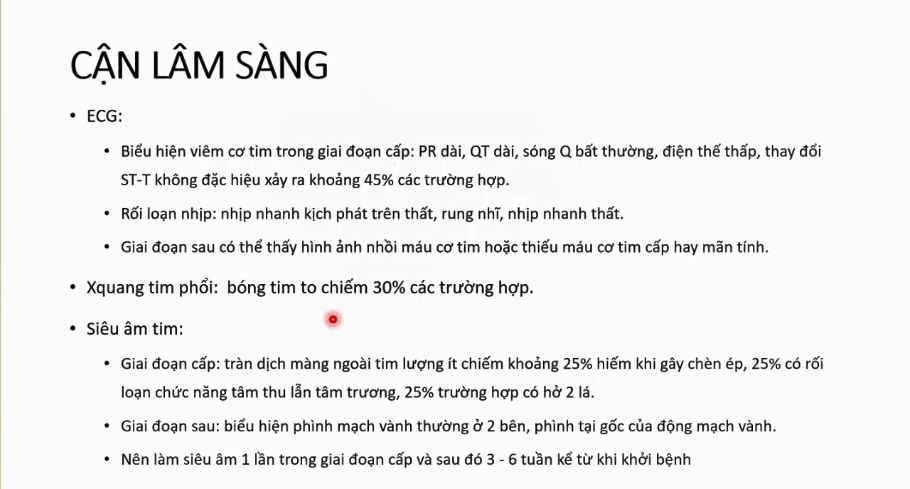 CẬN LÂM SÀNG
• ECG:
• Biểu hiện viêm cơ tim trong giai đoạn cấp: PR dài, QT dài, sóng Q bất thường, điện thế thấp, thay đổi
ST-T không đặc hiệu xảy ra khoảng 45% các trường hợp.
• Rối loạn nhịp: nhịp nhanh kịch phát trên thất, rung nhĩ, nhịp nhanh thất.
• Giai đoạn sau có thể thấy hình ảnh nhồi máu cơ tim hoặc thiếu máu cơ tim cấp hay mãn tính.
• Xquang tim phổi: bóng tim to chiếm 30% các trường hợp.
• Siêu âm tim:
• Giai đoạn cấp: tràn dịch màng ngoài tim lượng ít chiếm khoảng 25% hiếm khi gây chèn ép, 25% có rối
loạn chức năng tâm thu lẫn tâm trương, 25% trường hợp có hở 2 lá.
• Giai đoạn sau: biểu hiện phình mạch vành thường ở 2 bên, phình tại gốc của động mạch vành.
• Nên làm siêu âm 1 lần trong giai đoạn cấp và sau đó 3 - 6 tuần kể từ khi khởi bệnh